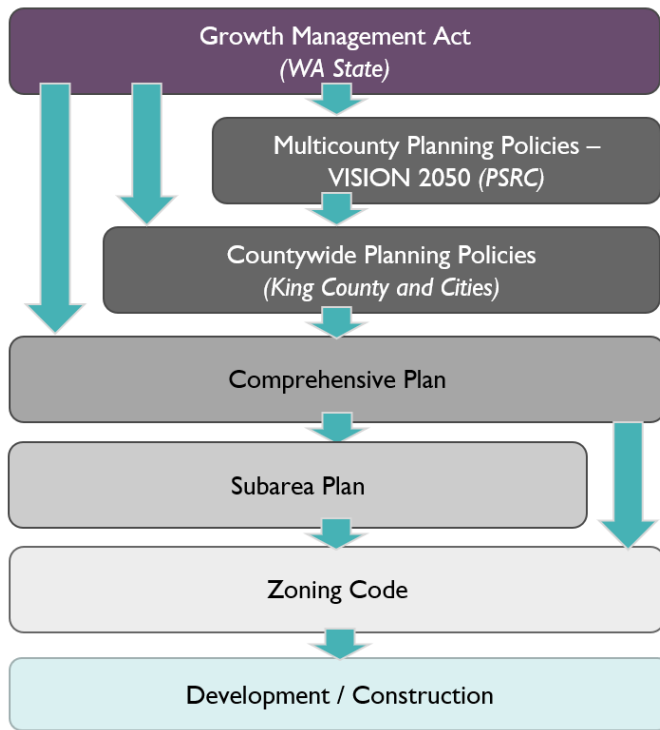 Growth Management Act
(WA State)
Multicounty Planning Policies –
VISION 2050 (PSRC)
Countywide Planning Policies
(King County and Cities)
Comprehensive Plan
Subarea Plan
Zoning Code
Development / Construction